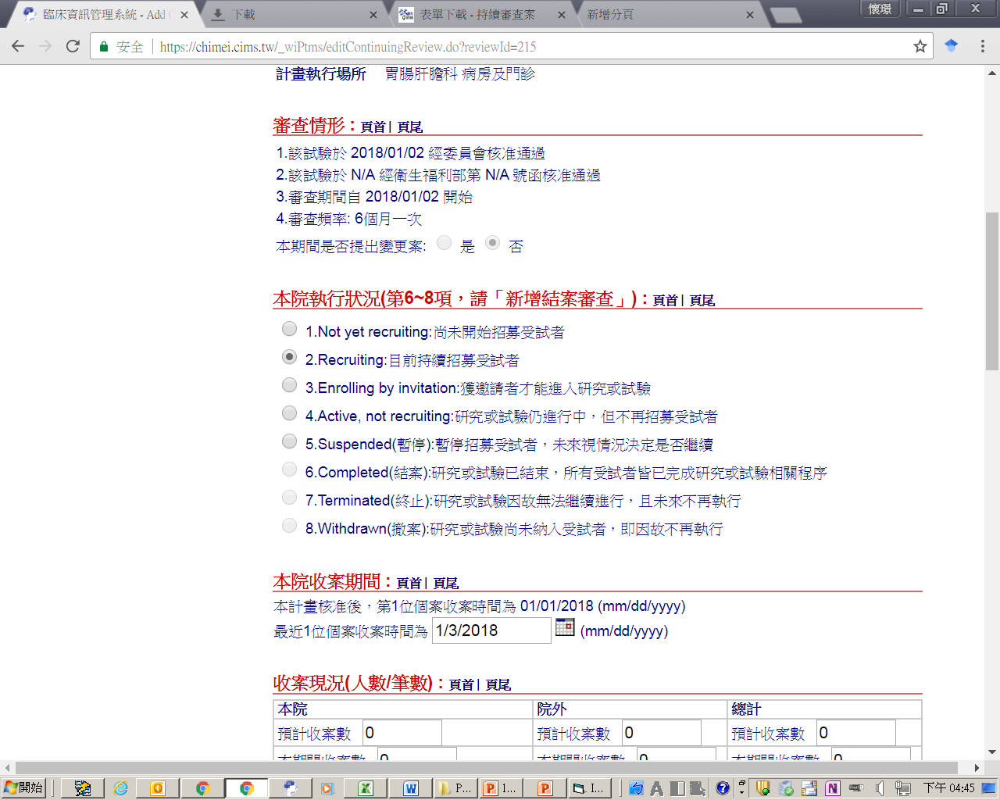 臨床資訊管理系統 - Add C
下載
表單下載 - 持續審查案
新增分頁
懷璟
安全
https://chimei.cims.tw/_wiPtms/editContinuingReview.do?reviewId=215
計畫執行場所 胃腸肝膽科 病房及門診
審查情形：頁首| 頁尾
1.該試驗於 2018/01/02 經委員會核准通過
2.該試驗於 N/A 經衛生福利部第 N/A 號函核准通過
3.審查期間自 2018/01/02 開始
4.審查頻率: 6個月一次
本期間是否提出變更案: 是 否
本院執行狀況(第6~8項，請「新增結案審查」)：頁首| 頁尾
1.Not yet recruiting:尚未開始招募受試者
2.Recruiting:目前持續招募受試者
3.Enrolling by invitation:獲邀請者才能進入研究或試驗
4.Active, not recruiting:研究或試驗仍進行中，但不再招募受試者
5.Suspended(暫停):暫停招募受試者，未來視情況決定是否繼續
6.Completed(結案):研究或試驗已結束，所有受試者皆已完成研究或試驗相關程序
7.Terminated(終止):研究或試驗因故無法繼續進行，且未來不再執行
8.Withdrawn(撤案):研究或試驗尚未納入受試者，即因故不再執行
本院收案期間：頁首| 頁尾
本計畫核准後，第1位個案收案時間為 01/01/2018 (mm/dd/yyyy)
最近1位個案收案時間為 1/3/2018 (mm/dd/yyyy)
收案現況(人數/筆數)：頁首| 頁尾
本院 院外 總計
預計收案數 0 預計收案數 0 預計收案數 0
本期間收案數 0 本期間收案數 0 本期間收案數 0
開始 P... 1... I... 下午 04:45